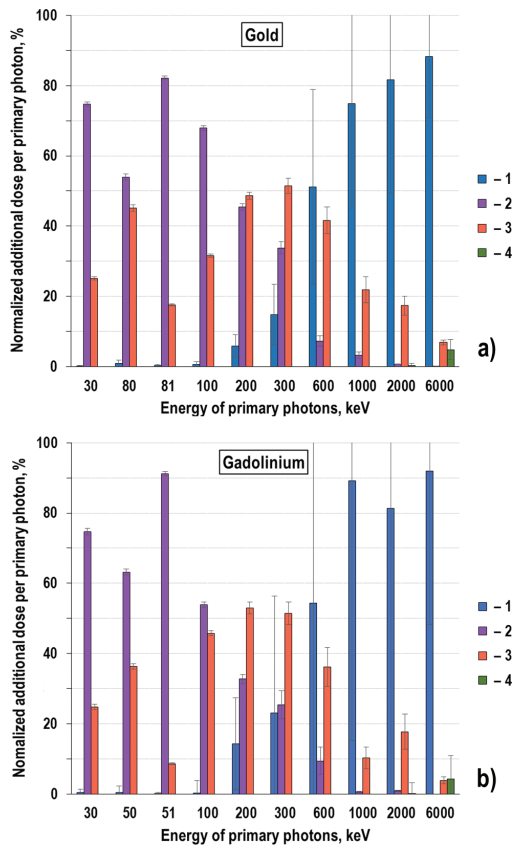 Normalized additional dose per primary photon, %
100
80
60
40
20
0
Gold
– 1
– 2
– 3
– 4
a)
30 80 81 100 200 300 600 1000 2000 6000
Energy of primary photons, keV
Nomalized additional dose per primary photon, %
100
80
60
40
20
0
Gadolinium
– 1
– 2
– 3
– 4
b)
30 50 51 100 200 300 600 1000 2000 6000
Energy of primary photons, keV